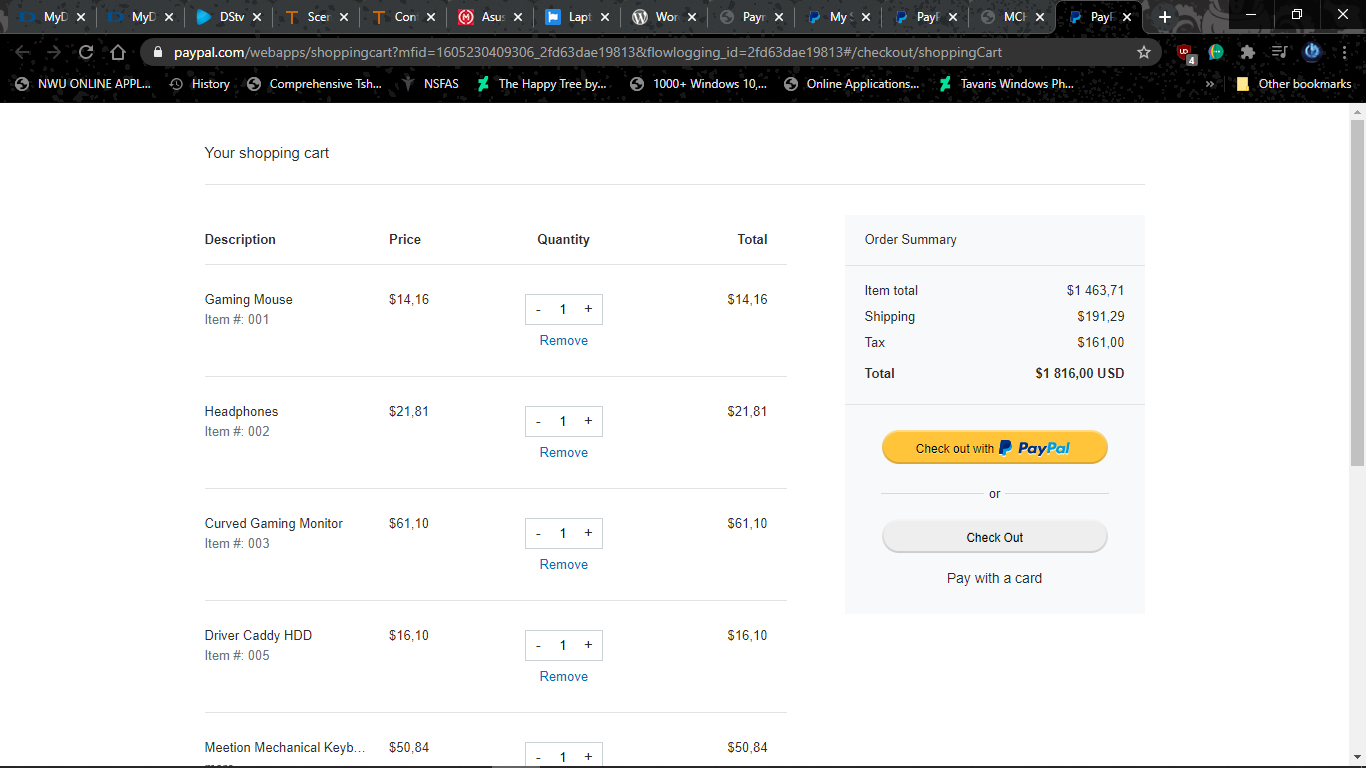 MyD MyD DStv Scer Con Asus Lapt Wor Payn My PayF MCH PayF
paypal.com/webapps/shoppingcart?mfid=1605230409306_2fd63dae19813&flowlogging_id=2fd63dae19813#/checkout/shoppingCart 4
NWU ONLINE APPL... History Comprehensive Tsh... NSFAS The Happy Tree by... 1000+ Windows 10,... Online Applications... Tavaris Windows Ph... » Other bookmarks
Your shopping cart
Description Price Quantity Total
Gaming Mouse $14,16 - 1 + $14,16
Item #: 001
Remove
Headphones $21,81 - 1 + $21,81
Item #: 002
Remove
Curved Gaming Monitor $61,10 - 1 + $61,10
Item #: 003
Remove
Driver Caddy HDD $16,10 - 1 + $16,10
Item #: 005
Remove
Meetion Mechanical Keyb... $50,84 - 1 + $50,84
Order Summary
Item total $1 463,71
Shipping $191,29
Tax $161,00
Total $1 816,00 USD
Check out with PayPal
or
Check Out
Pay with a card